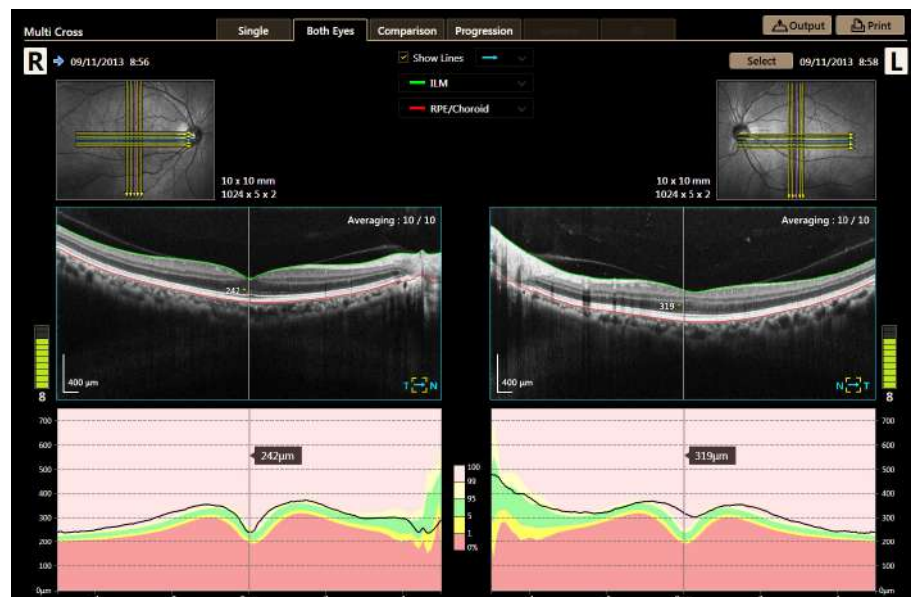 Multi Cross
Single
Both Eyes
Comparison
Progression
Output
Print
R
09/11/2013 8:56
Show Lines
ILM
RPE/Choroid
Select
09/11/2013 8:58
L
10 x 10 mm
1024 x 5 x 2
10 x 10 mm
1024 x 5 x 2
Averaging : 10 / 10
242
400 µm
T N
8
Averaging : 10 / 10
319
400 µm
N T
8
700
600
500
400
300
200
100
0µm
242µm
100
99
95
5
1
0%
319µm
700
600
500
400
300
200
100
0µm